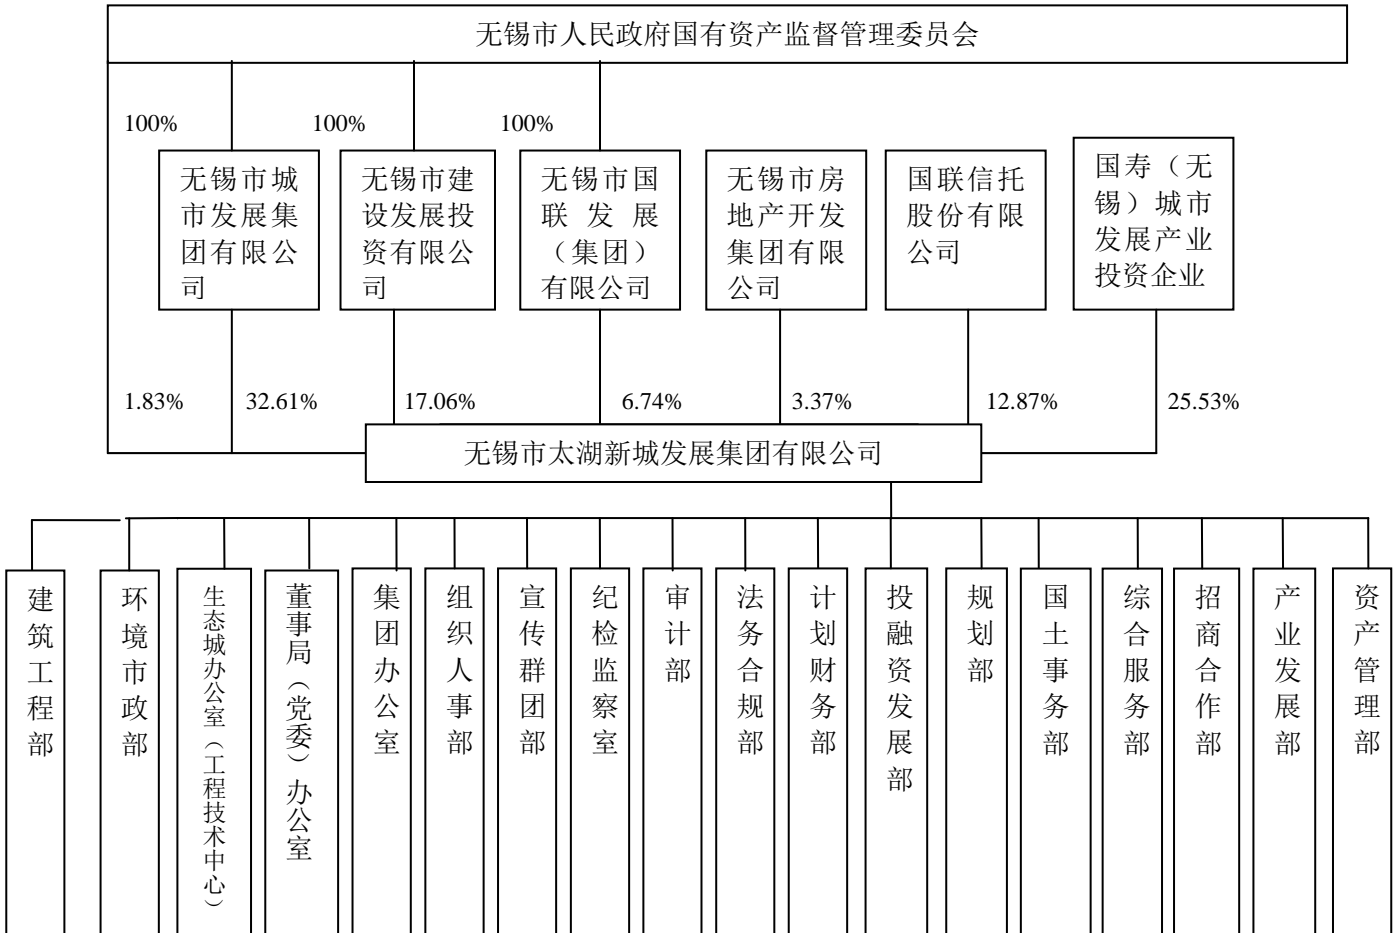 无锡市人民政府国有资产监督管理委员会
100%
100%
100%
无锡市城
市发展集
团有限公
司
无锡市建
设发展投
资有限公
司
无锡市国
联发展
（集团）
有限公司
无锡市房
地产开发
集团有限
公司
国联信托
股份有限
公司
国寿（无
锡）城市
发展产业
投资企业
1.83%
32.61%
17.06%
6.74%
3.37%
12.87%
25.53%
无锡市太湖新城发展集团有限公司
建筑工程部
环境市政部
生态城办公室（工程技术中心）
董事局（党委）办公室
集团办公室
组织人事部
宣传群团部
纪检监察室
审计部
法务合规部
计划财务部
投融资发展部
规划部
国土事务部
综合服务部
招商合作部
产业发展部
资产管理部